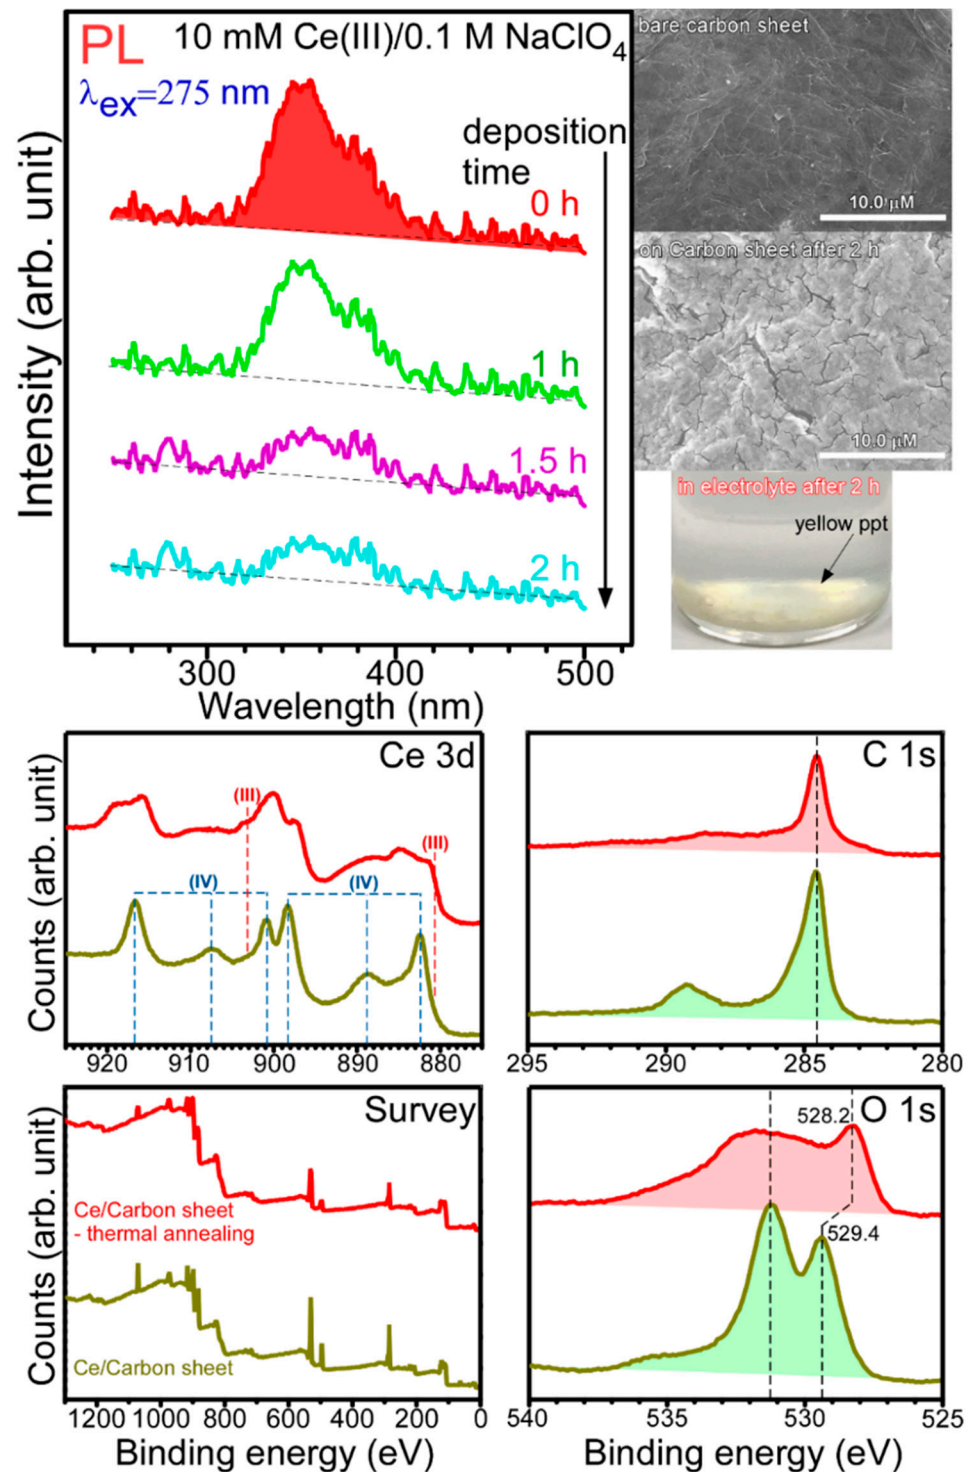 PL
10 mM Ce(III)/0.1 M NaClO₄
λex=275 nm
deposition
time
0 h
1 h
1.5 h
2 h
Intensity (arb. unit)
300
400
500
Wavelength (nm)
bare carbon sheet
10.0 µM
on Carbon sheet after 2 h
10.0 µM
in electrolyte after 2 h
yellow ppt
Ce 3d
(III)
(III)
(IV)
(IV)
Counts (arb. unit)
920
910
900
890
880
C 1s
295
290
285
280
Survey
Ce/Carbon sheet
- thermal annealing
Ce/Carbon sheet
Counts (arb. unit)
1200
1000
800
600
400
200
0
Binding energy (eV)
O 1s
528.2
529.4
540
535
530
525
Binding energy (eV)